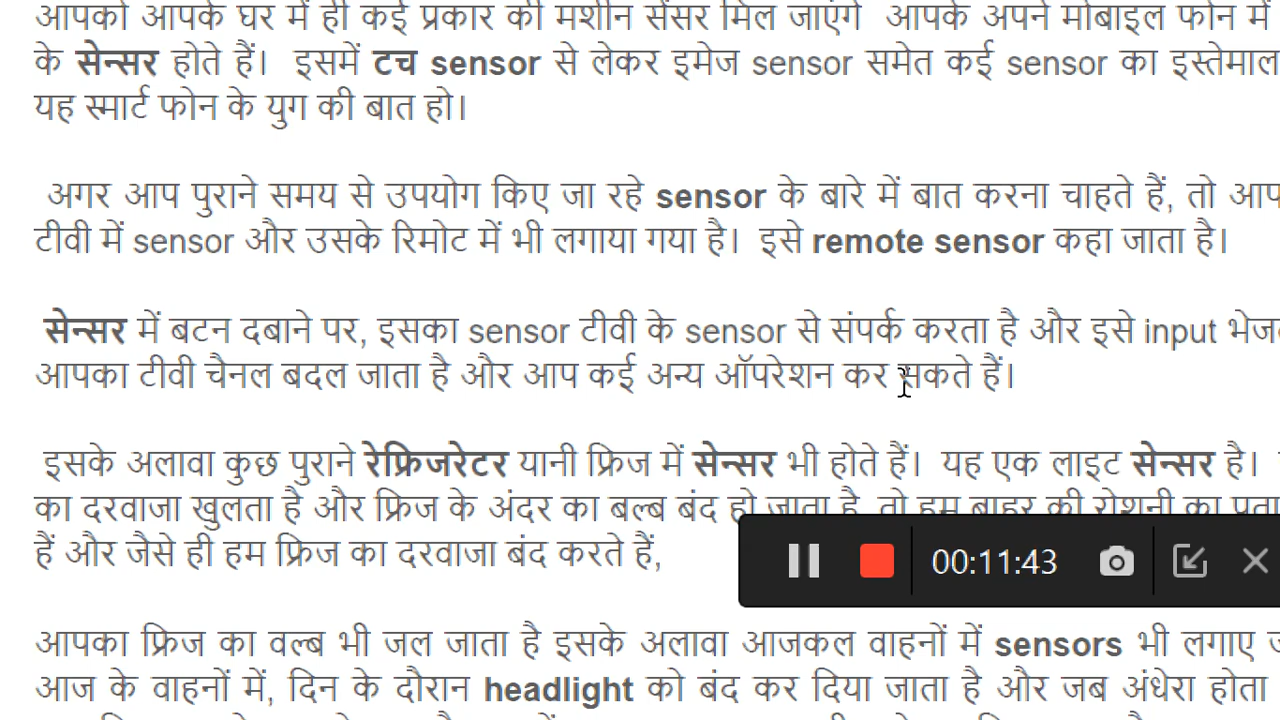 आपको आपके घर में ही कई प्रकार की मशीन सेंसर मिल जाएंगे आपके अपने मोबाइल फोन में
के सेन्सर होते हैं। इसमें टच sensor से लेकर इमेज sensor समेत कई sensor का इस्तेमाल
यह स्मार्ट फोन के युग की बात हो।
अगर आप पुराने समय से उपयोग किए जा रहे sensor के बारे में बात करना चाहते हैं, तो आप
टीवी में sensor और उसके रिमोट में भी लगाया गया है। इसे remote sensor कहा जाता है।
सेन्सर में बटन दबाने पर, इसका sensor टीवी के sensor से संपर्क करता है और इसे input
आपका टीवी चैनल बदल जाता है और आप कई अन्य ऑपरेशन कर सकते हैं।
इसके अलावा कुछ पुराने रेफ्रिजरेटर यानी फ्रिज में सेन्सर भी होते हैं। यह एक लाइट सेन्सर है।
का दरवाजा खुलता है और फ्रिज के अंदर का बल्ब बंद हो जाता है, तो हम बाहर की रोशनी का पता
हैं और जैसे ही हम फ्रिज का दरवाजा बंद करते हैं,
00:11:43
आपका फ्रिज का वल्ब भी जल जाता है इसके अलावा आजकल वाहनों में sensors भी लगाए
आज के वाहनों में, दिन के दौरान headlight को बंद कर दिया जाता है और जब अंधेरा होता